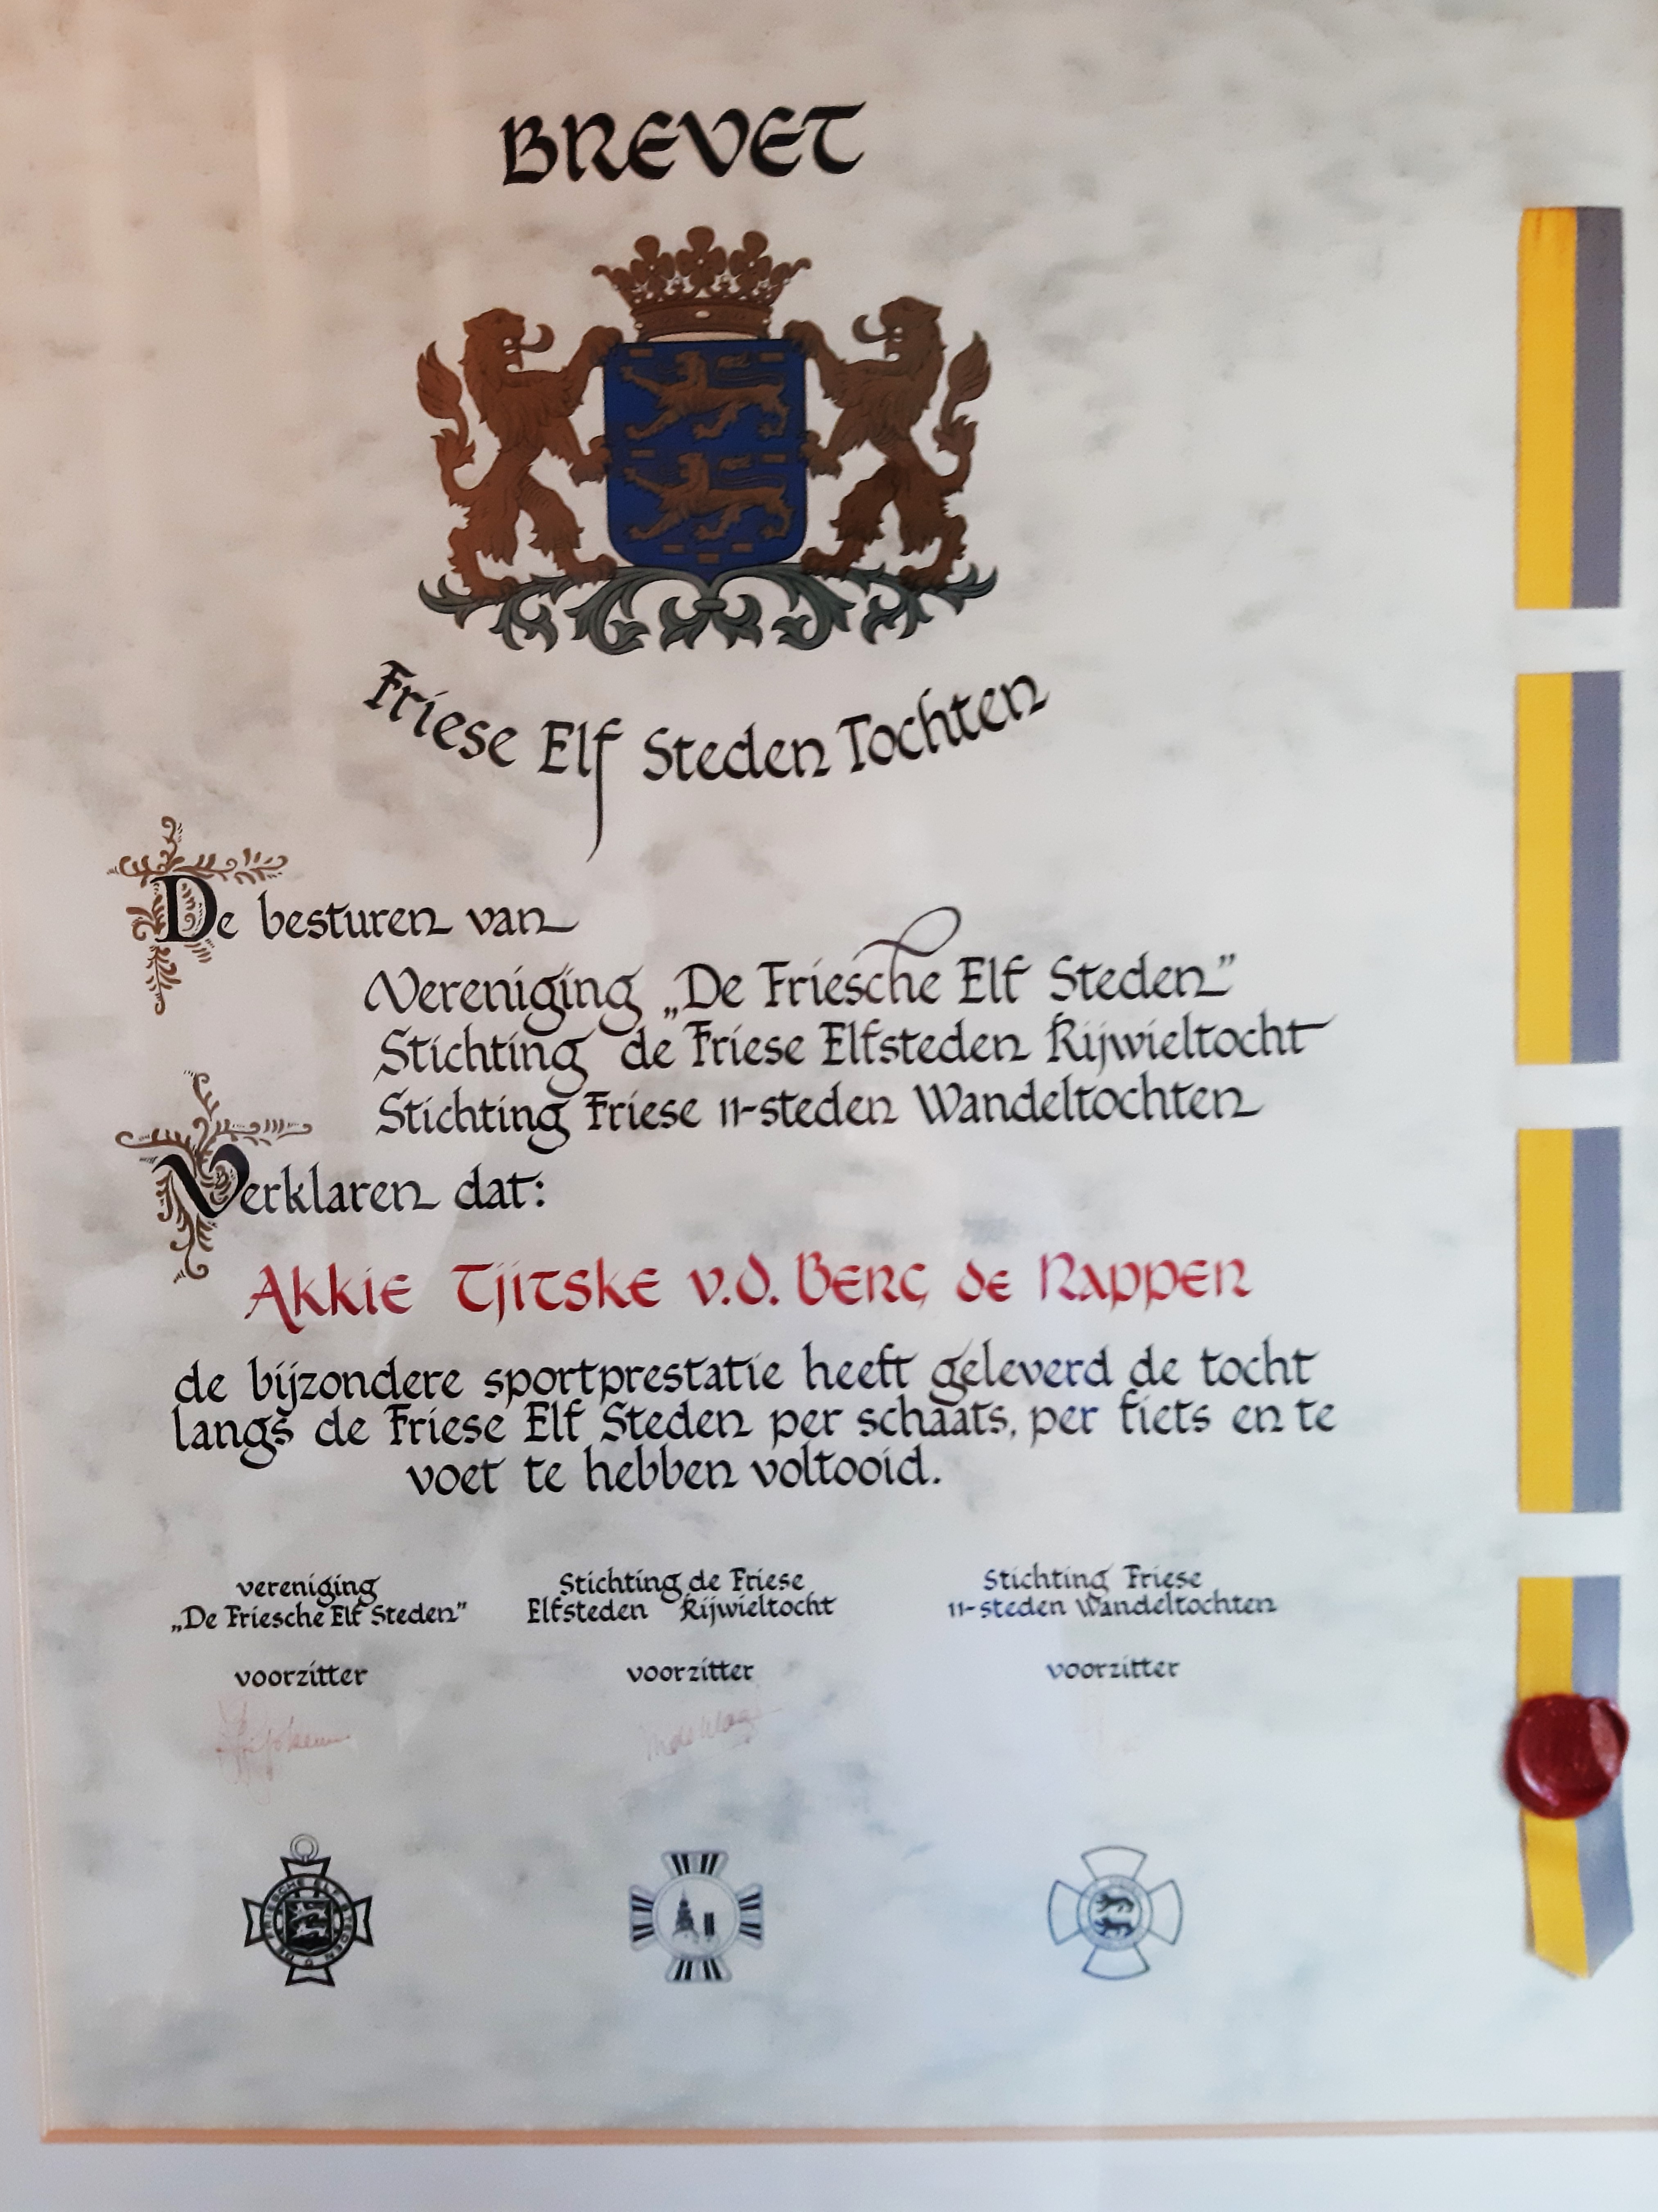 BREVET
Friese Elf Steden Tochten
De besturen van
Vereniging „De Friesche Elf Steden”
Stichting de Friese Elfsteden Rijwieltocht
Stichting Friese 11-steden Wandeltochten
Verklaren dat:
Akkie Tjitske v.d. Berg de Rapper
de bijzondere sportprestatie heeft geleverd de tocht
langs de Friese Elf Steden per schaats, per fiets en te
voet te hebben voltooid.
vereniging
„De Friesche Elf Steden”
voorzitter
Stichting de Friese
Elfsteden Rijwieltocht
voorzitter
Stichting Friese
11-steden Wandeltochten
voorzitter